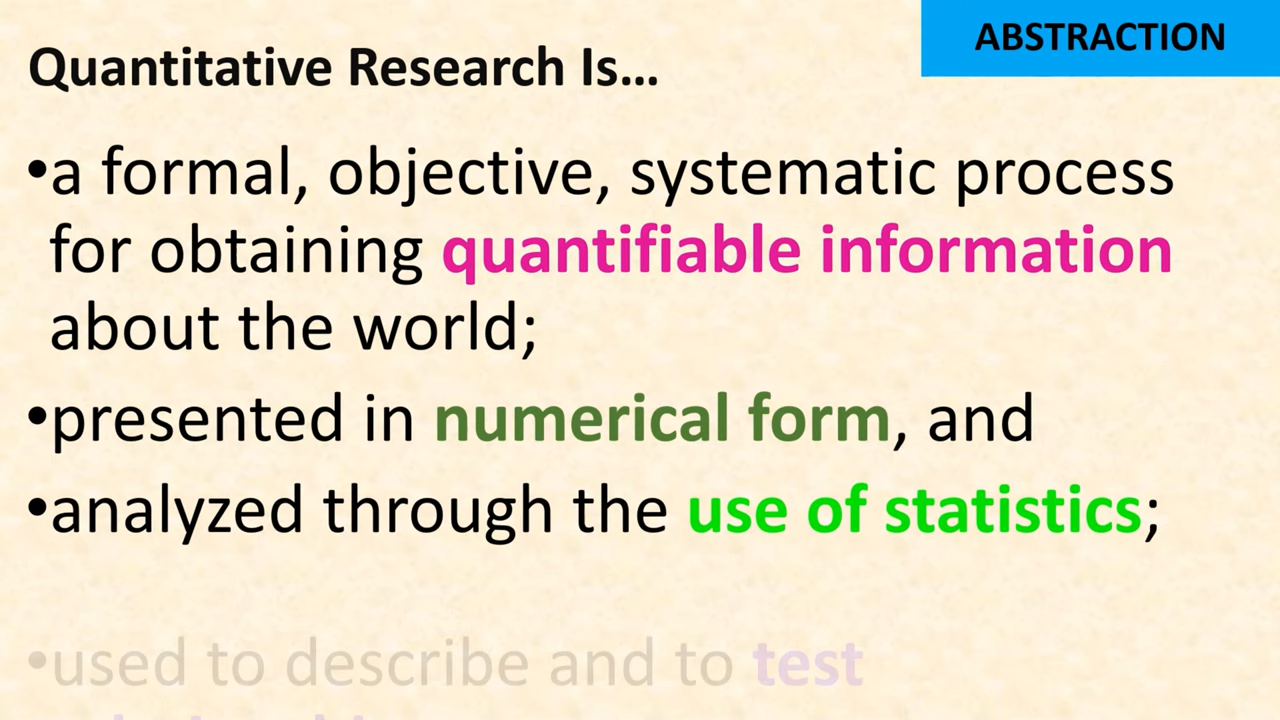 ABSTRACTION
Quantitative Research Is…
•a formal, objective, systematic process
for obtaining quantifiable information
about the world;
•presented in numerical form, and
•analyzed through the use of statistics;
•used to describe and to test